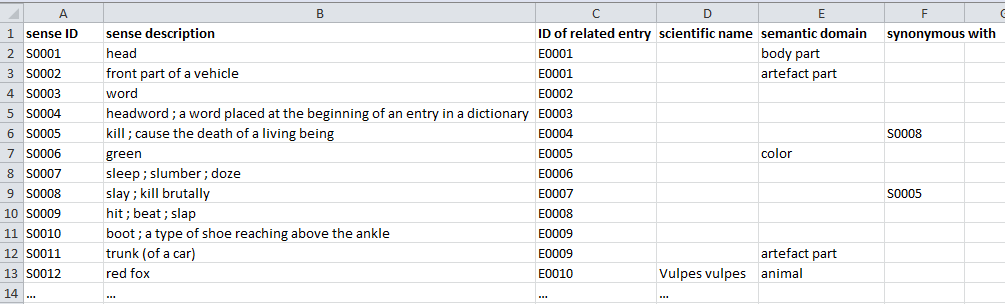 A B C D E F
1 sense ID sense description ID of related entry scientific name semantic domain synonymous with
2 S0001 head E0001 body part
3 S0002 front part of a vehicle E0001 artefact part
4 S0003 word E0002
5 S0004 headword ; a word placed at the beginning of an entry in a dictionary E0003
6 S0005 kill ; cause the death of a living being E0004 S0008
7 S0006 green E0005 color
8 S0007 sleep ; slumber ; doze E0006
9 S0008 slay ; kill brutally E0007 S0005
10 S0009 hit ; beat ; slap E0008
11 S0010 boot ; a type of shoe reaching above the ankle E0009
12 S0011 trunk (of a car) E0009 artefact part
13 S0012 red fox E0010 Vulpes vulpes animal
14 ... ... ... ...